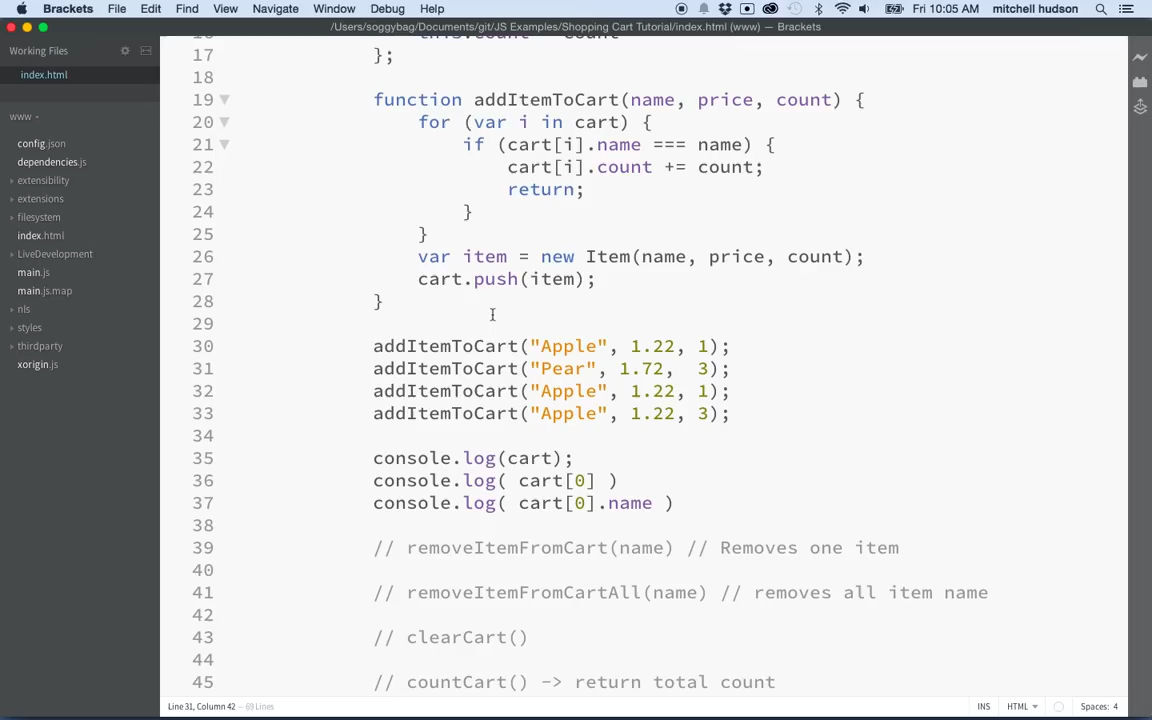 Brackets File Edit Find View Navigate Window Debug Help Fri 10:05 AM mitchell hudson
/Users/soggybag/Documents/git/JS Examples/Shopping Cart Tutorial/index.html (www) — Brackets
Working Files
index.html
www
config.json
dependencies.js
extensibility
extensions
filesystem
index.html
LiveDevelopment
main.js
main.js.map
nls
styles
thirdparty
xorigin.js
16 this.count = count
17 };
18
19 function addItemToCart(name, price, count) {
20 for (var i in cart) {
21 if (cart[i].name === name) {
22 cart[i].count += count;
23 return;
24 }
25 }
26 var item = new Item(name, price, count);
27 cart.push(item);
28 }
29
30 addItemToCart("Apple", 1.22, 1);
31 addItemToCart("Pear", 1.72,  3);
32 addItemToCart("Apple", 1.22, 1);
33 addItemToCart("Apple", 1.22, 3);
34
35 console.log(cart);
36 console.log( cart[0] )
37 console.log( cart[0].name )
38
39 // removeItemFromCart(name) // Removes one item
40
41 // removeItemFromCartAll(name) // removes all item name
42
43 // clearCart()
44
45 // countCart() -> return total count
Line 31, Column 42 — 69 Lines INS HTML Spaces: 4